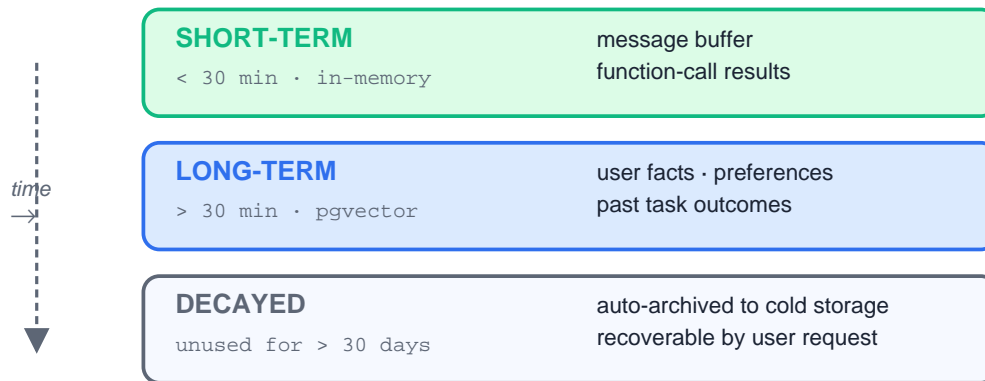 SHORT-TERM
< 30 min · in-memory
message buffer
function-call results
time
→
LONG-TERM
> 30 min · pgvector
user facts · preferences
past task outcomes
DECAYED
unused for > 30 days
auto-archived to cold storage
recoverable by user request